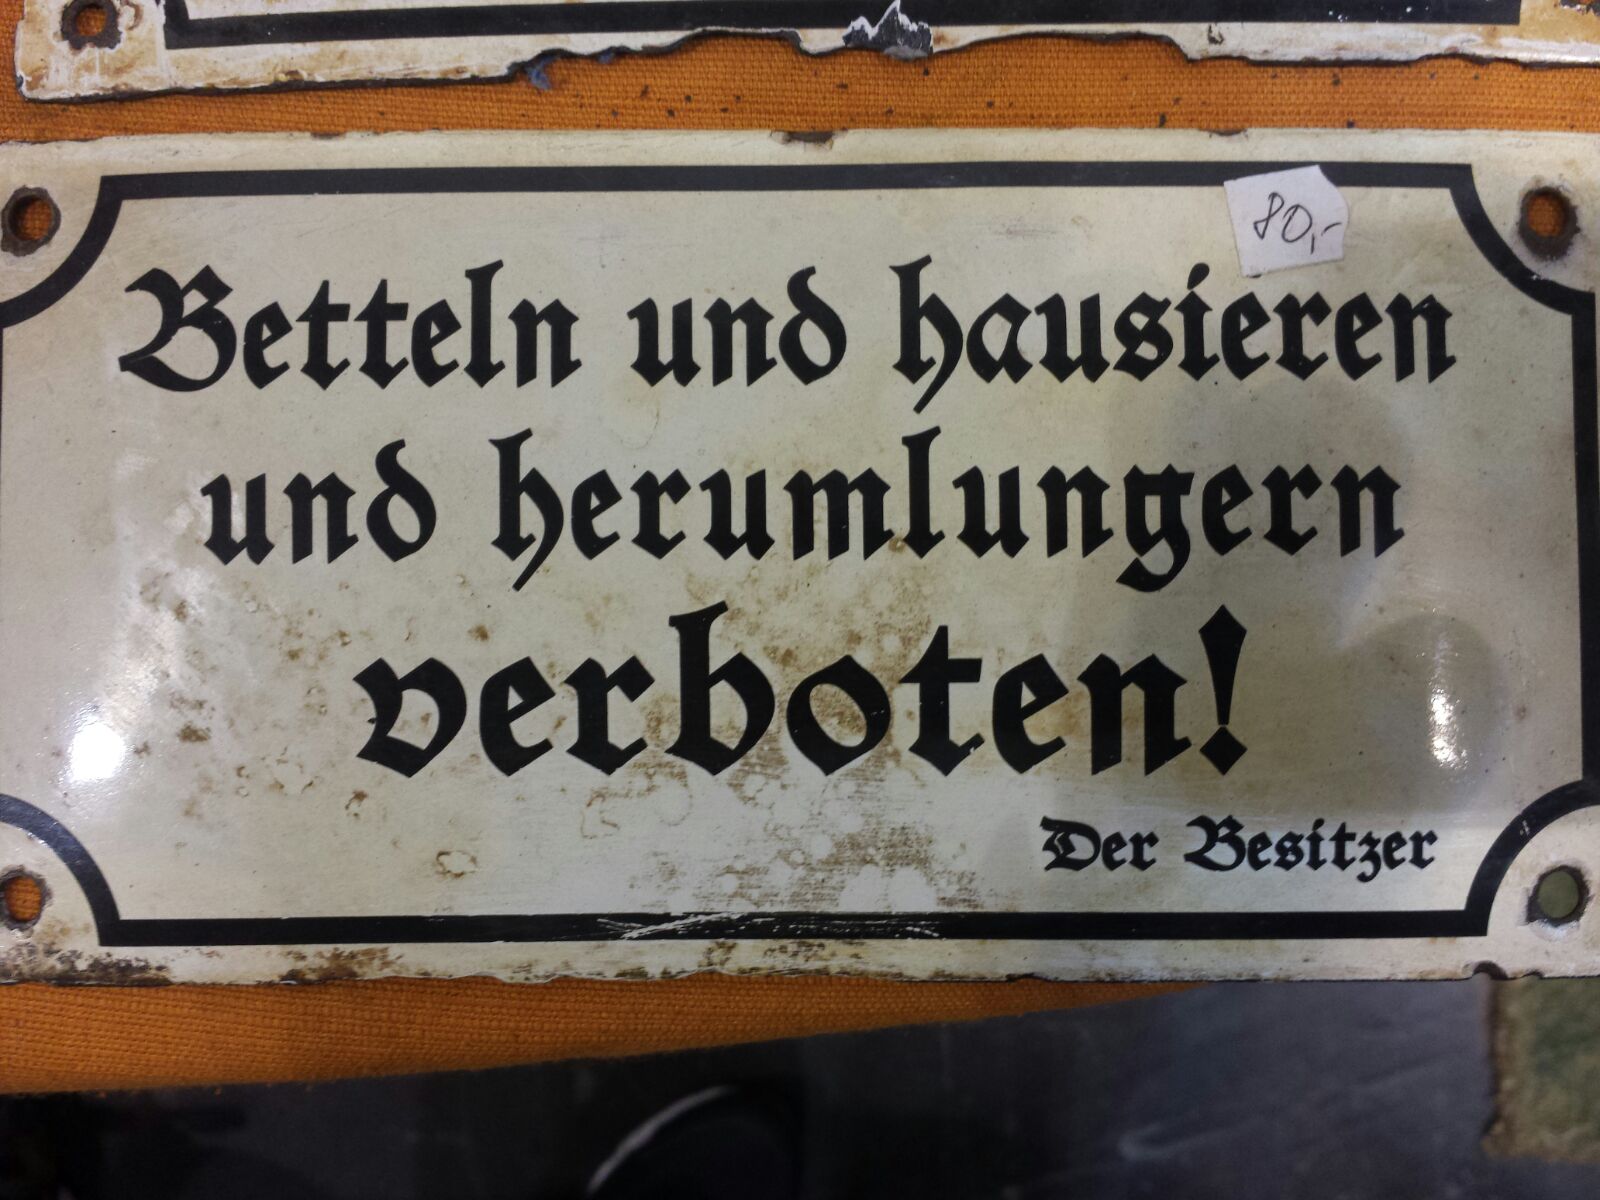 80,-
Betteln und hausieren
und herumlungern
verboten!
Der Besitzer